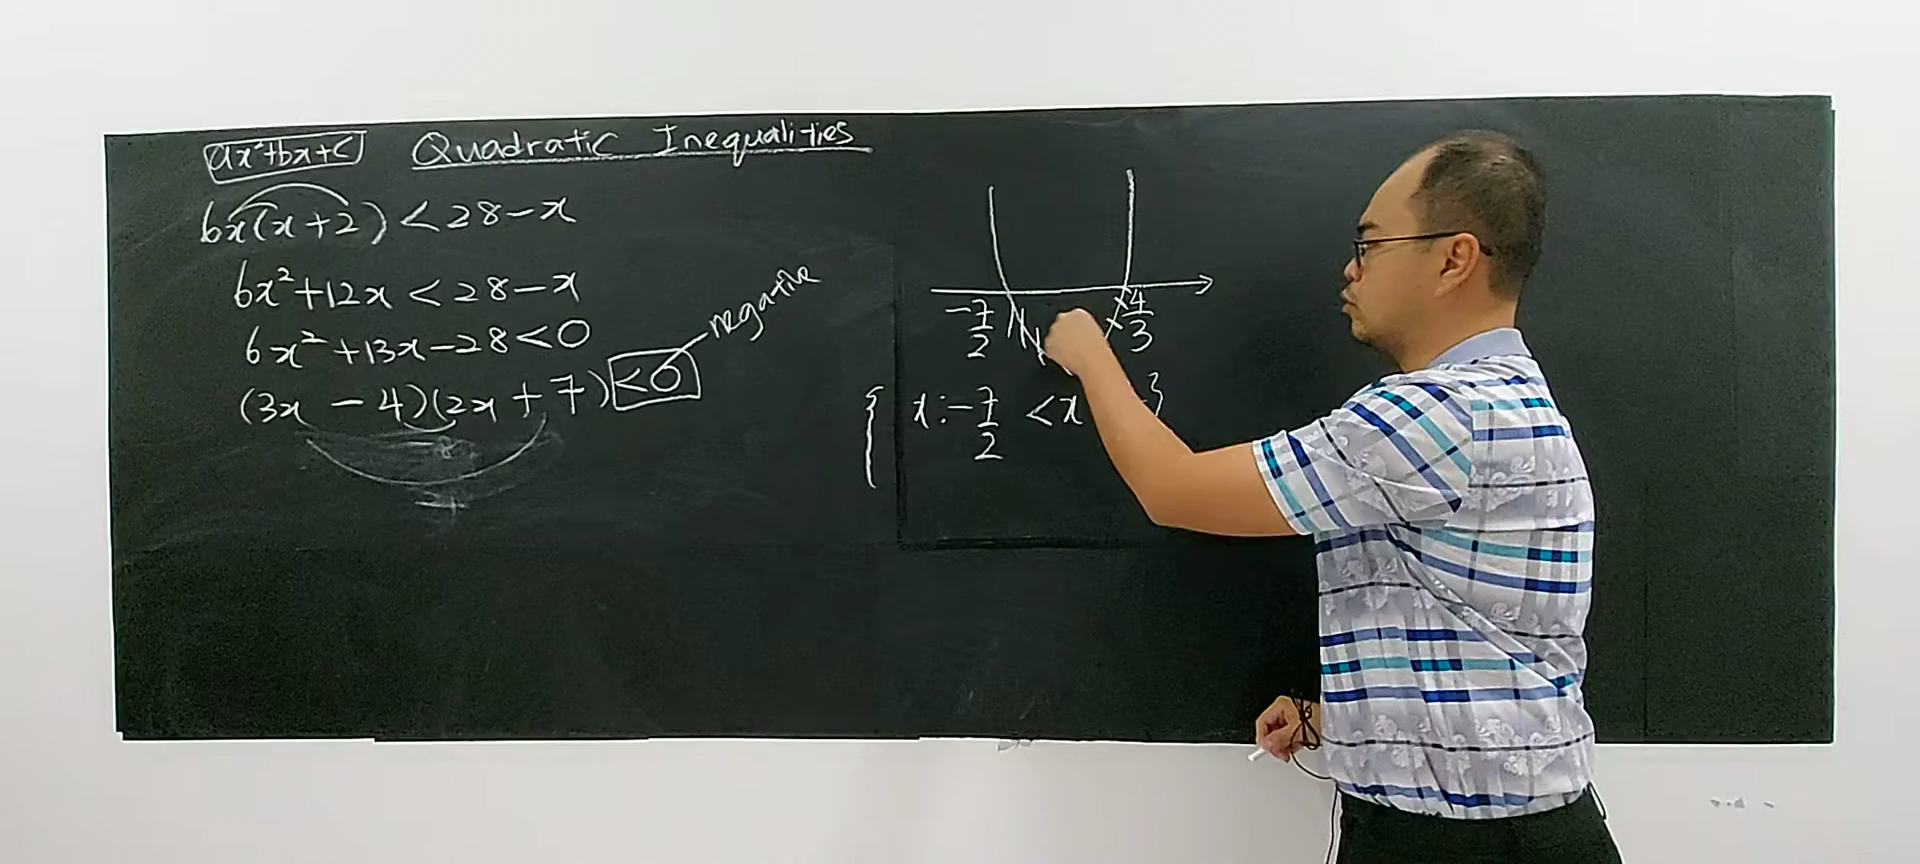 ax²+bx+c Quadratic Inequalities
6x(x+2) < 28-x
6x²+12x < 28-x
6x²+13x-28 < 0
(3x - 4)(2x + 7) < 0
negative
-7/2 4/3
{ x: -7/2 < x